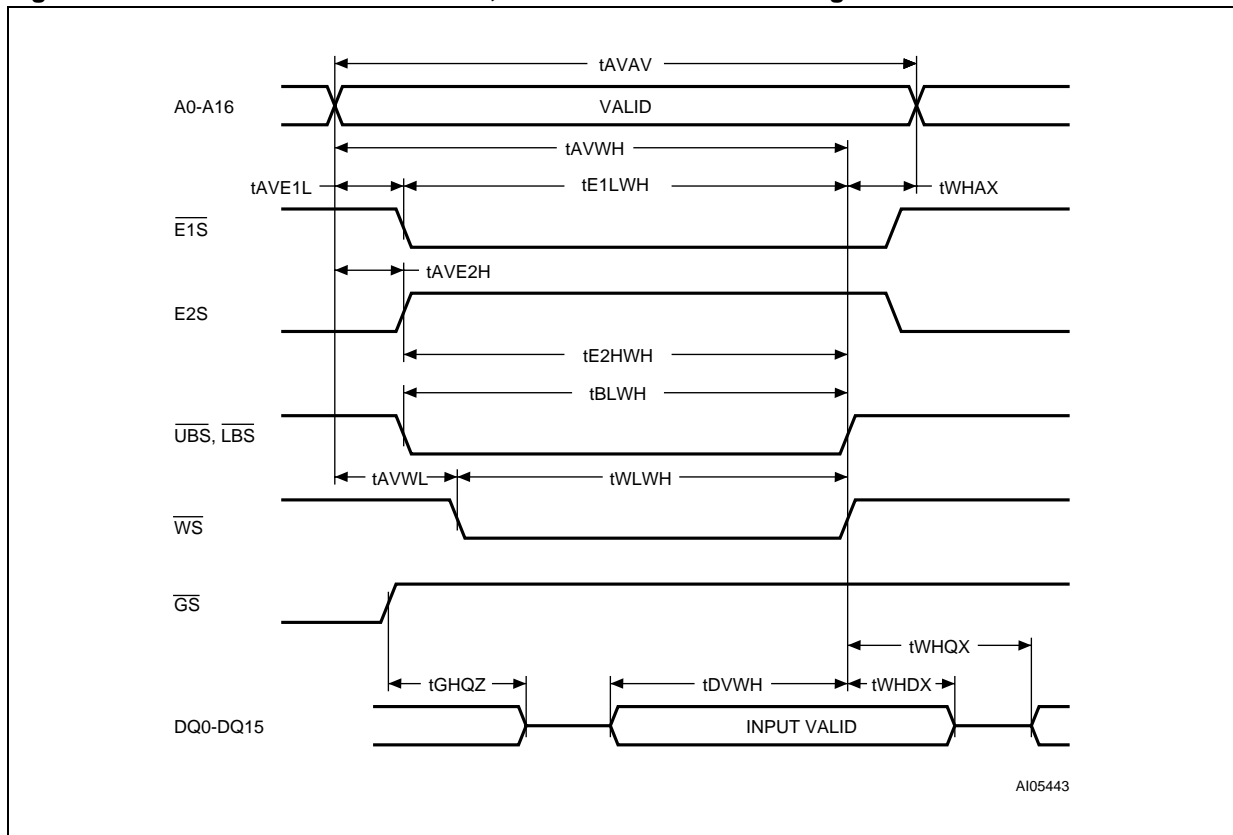 tAVAV
A0-A16
VALID
tAVWH
tAVE1L
tE1LWH
tWHAX
E1S
tAVE2H
E2S
tE2HWH
tBLWH
UBS, LBS
tAVWL
tWLWH
WS
GS
tWHQX
tGHQZ
tDVWH
tWHDX
DQ0-DQ15
INPUT VALID
AI05443